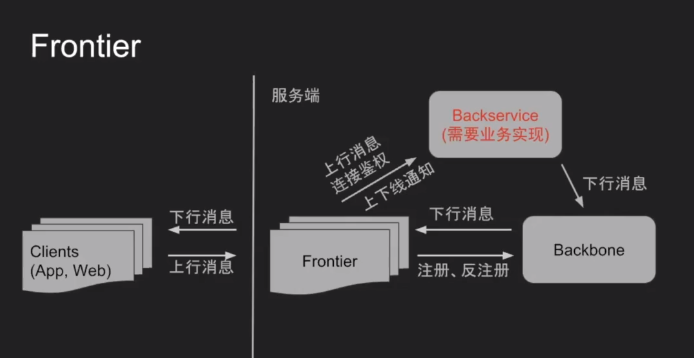 Frontier
服务端
Backservice
(需要业务实现)
上行消息
连接鉴权
上下线通知
下行消息
下行消息
上行消息
下行消息
Clients
(App, Web)
Frontier
注册、反注册
Backbone